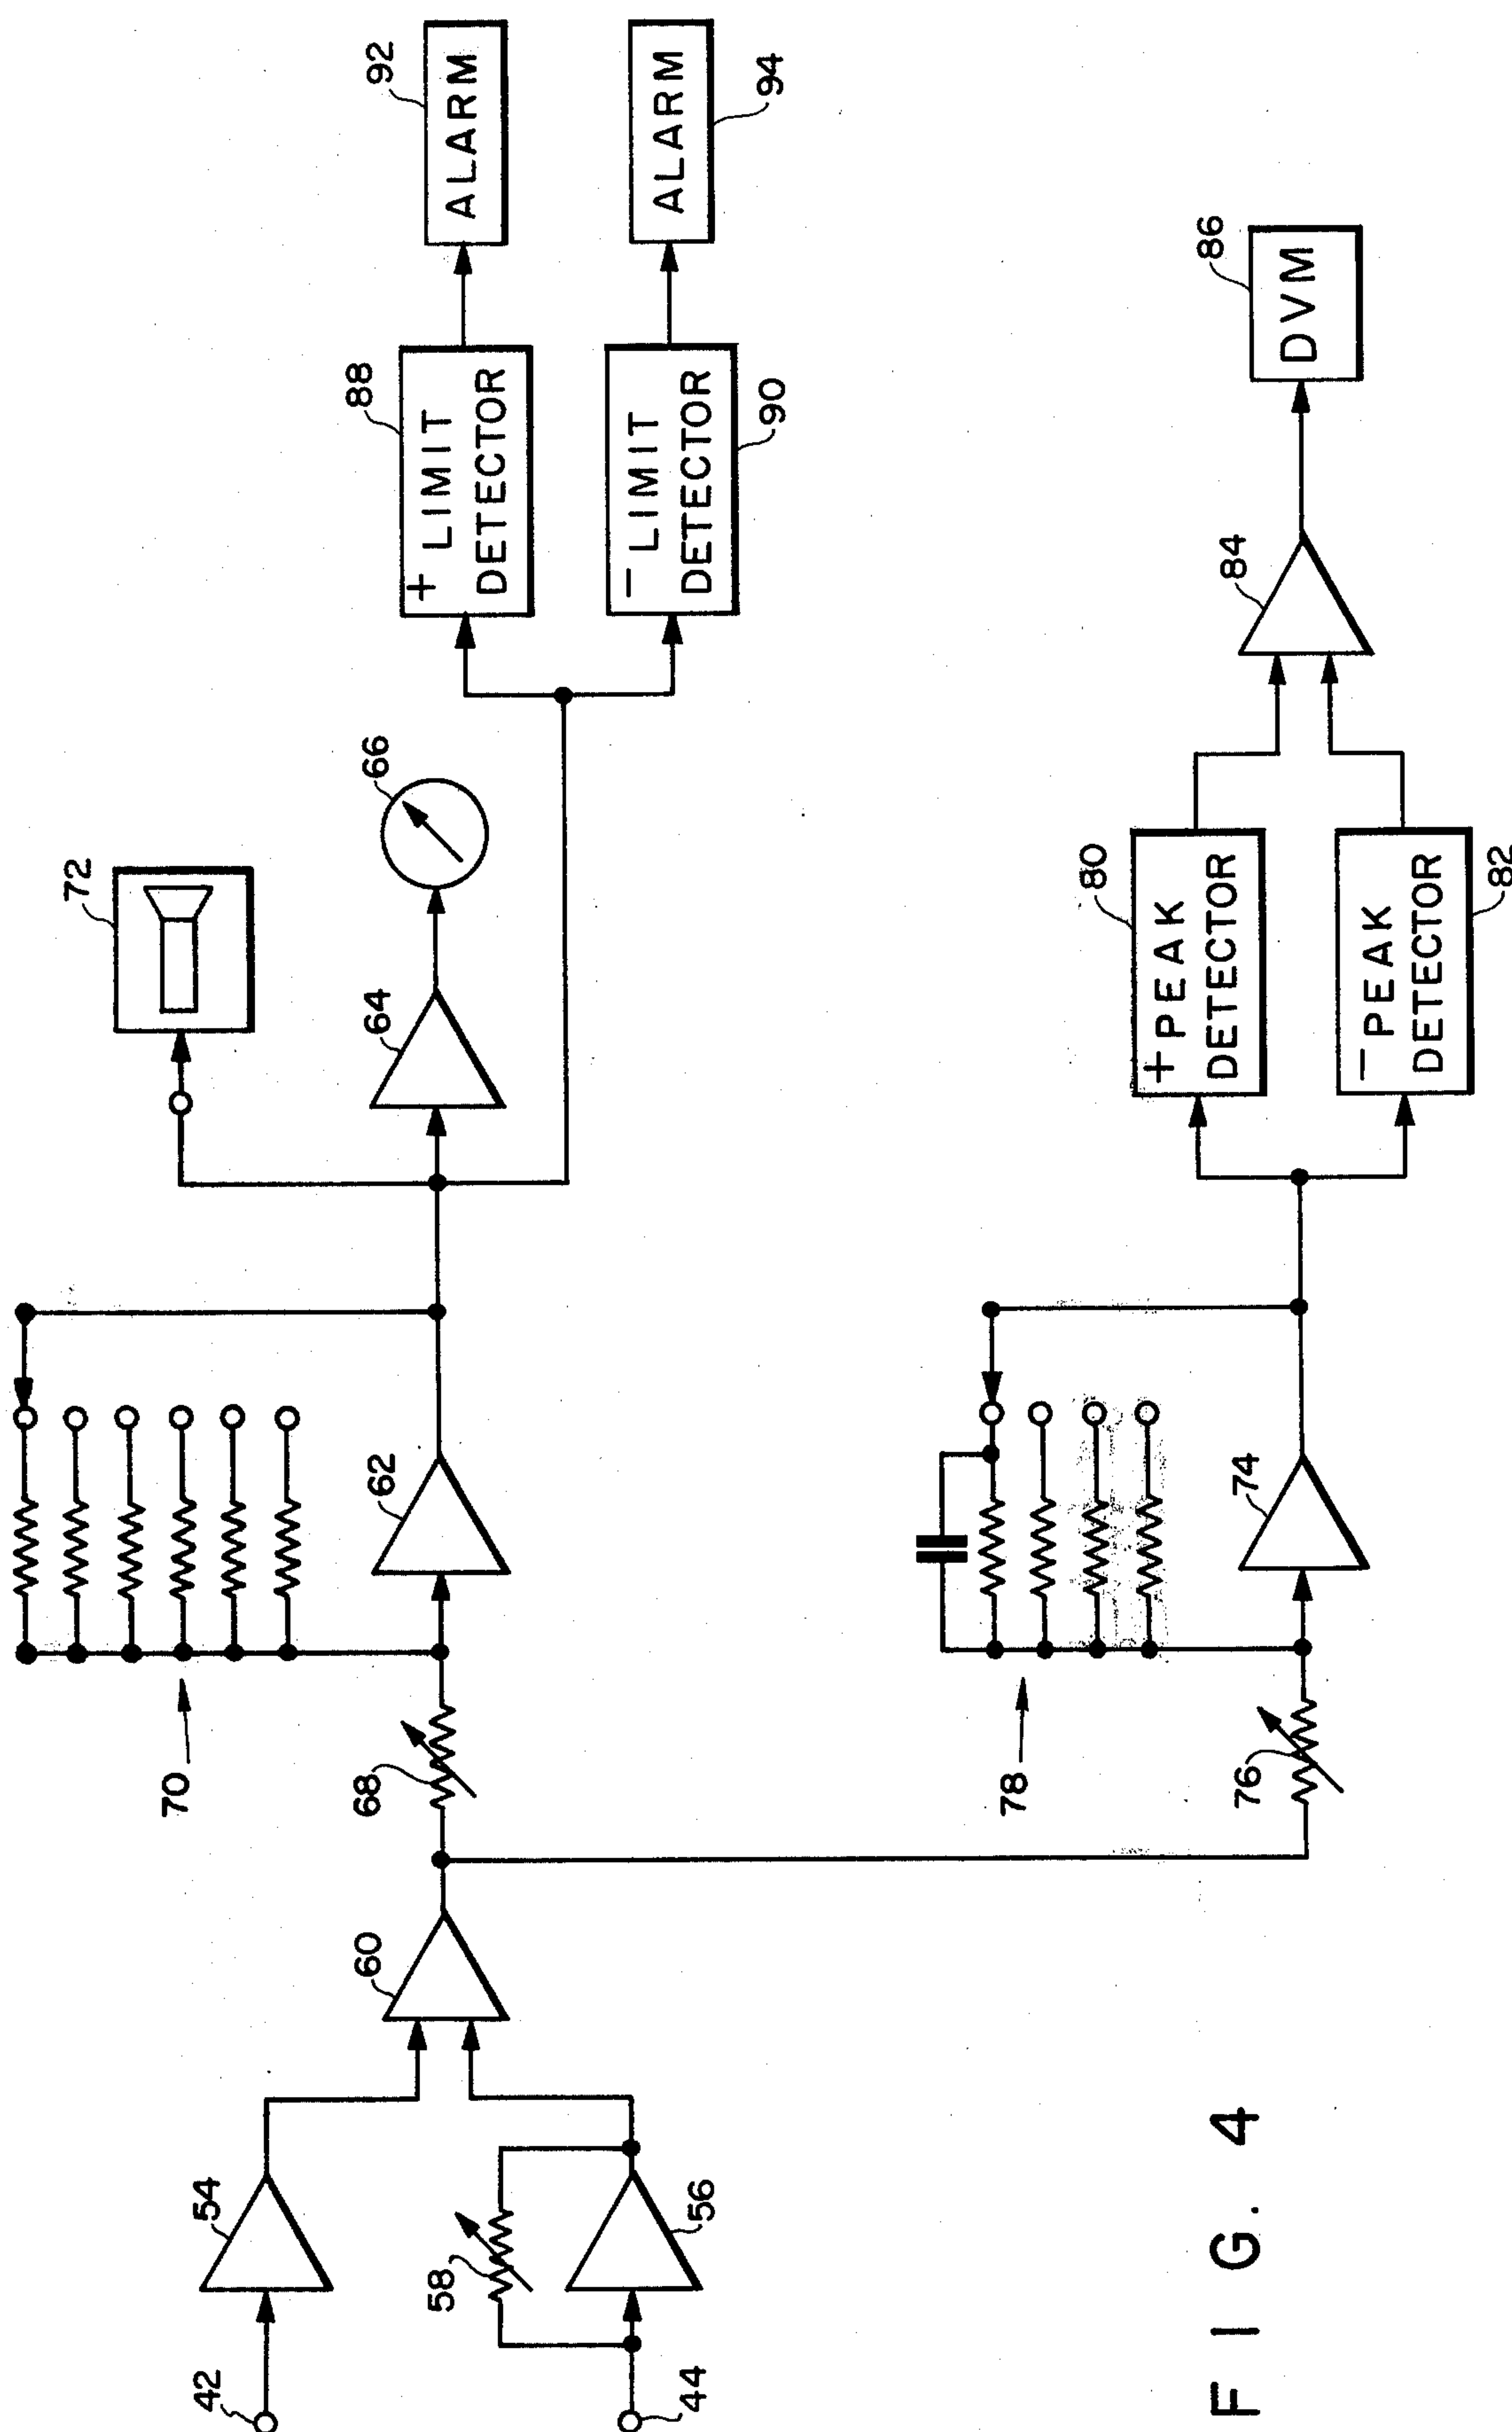 42
54
44
58
56
60
70
68
62
72
64
66
+ LIMIT
DETECTOR
88
ALARM
92
− LIMIT
DETECTOR
90
ALARM
94
78
76
74
+ PEAK
DETECTOR
80
− PEAK
DETECTOR
82
84
DVM
86
FIG. 4